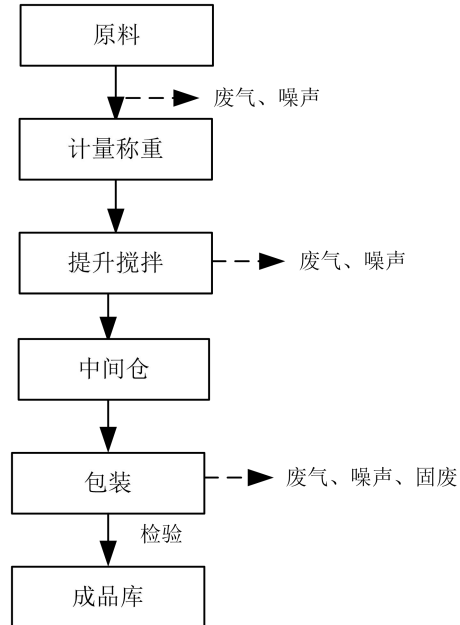 原料
废气、噪声
计量称重
提升搅拌
废气、噪声
中间仓
包装
废气、噪声、固废
检验
成品库